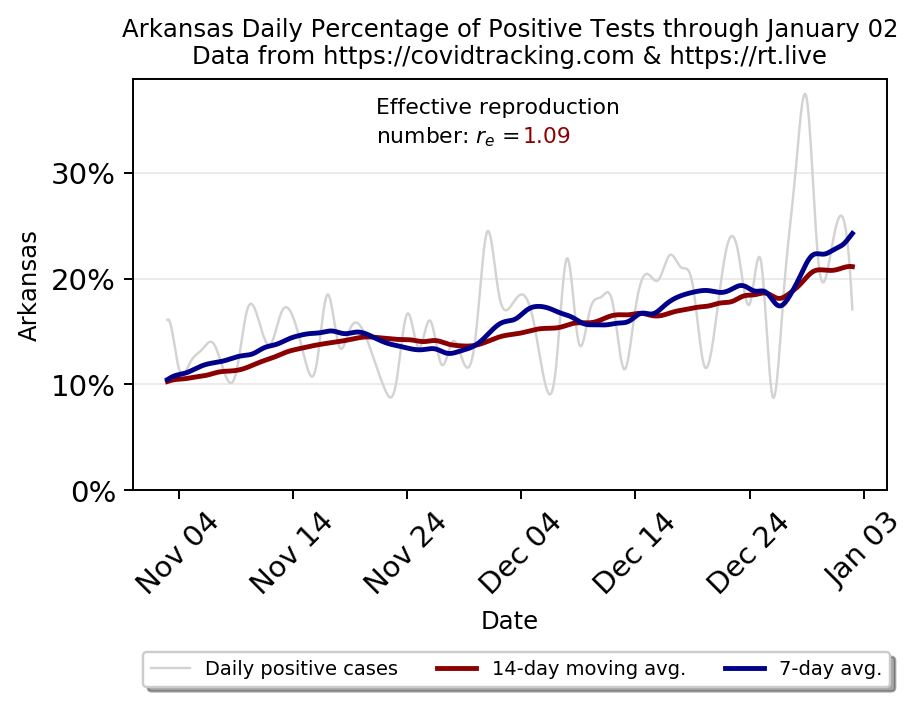 Arkansas Daily Percentage of Positive Tests through January 02
Data from https://covidtracking.com & https://rt.live
Effective reproduction
number: rₑ =1.09
30%
20%
10%
0%
Arkansas
Nov 04
Nov 14
Nov 24
Dec 04
Dec 14
Dec 24
Jan 03
Date
Daily positive cases
14-day moving avg.
7-day avg.